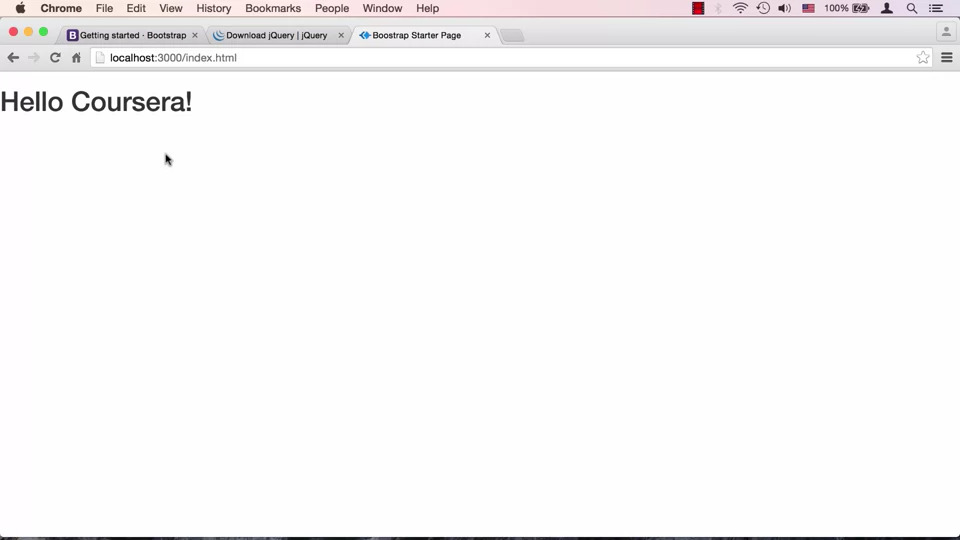 Chrome File Edit View History Bookmarks People Window Help 100%
Getting started · Bootstrap Download jQuery | jQuery Boostrap Starter Page
localhost:3000/index.html
Hello Coursera!